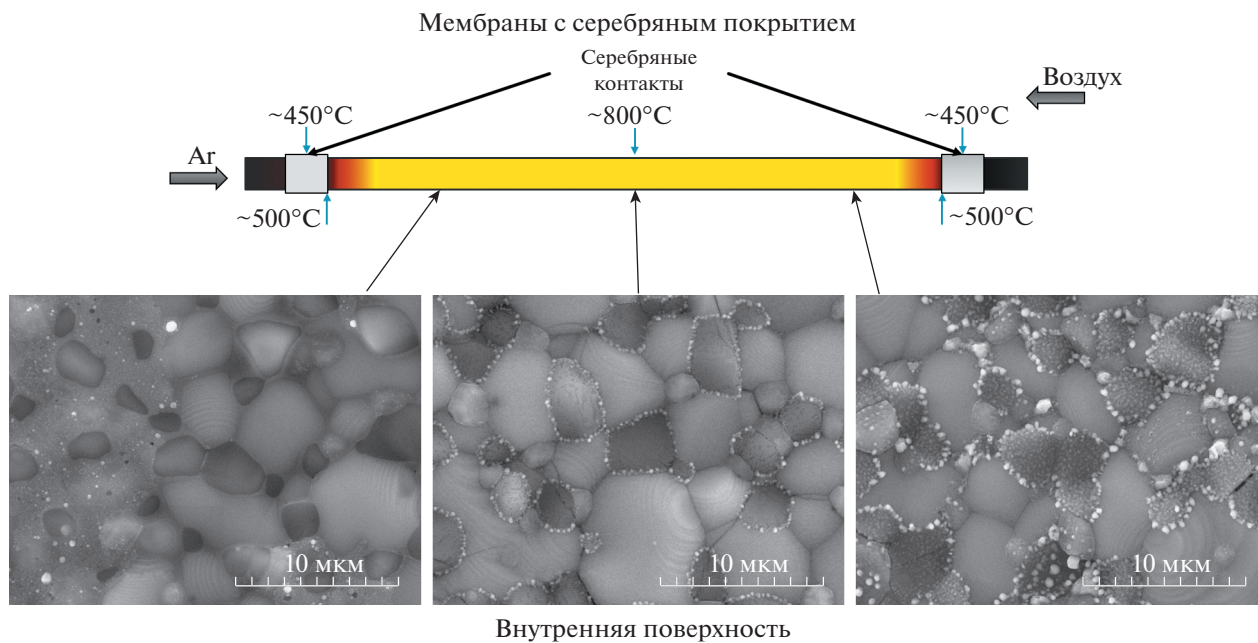 Мембраны с серебряным покрытием
Серебряные
контакты
Воздух
~450°C
~800°C
~450°C
Ar
~500°C
~500°C
10 мкм
10 мкм
10 мкм
Внутренняя поверхность